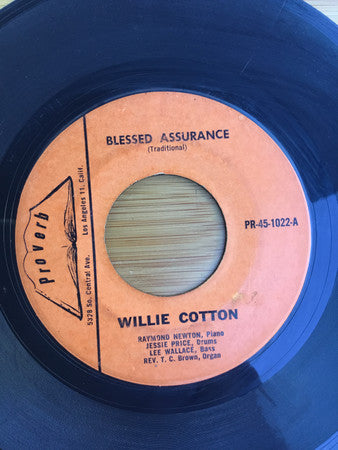 BLESSED ASSURANCE
(Traditional)
proverb
5328 So. Central Ave.
Los Angeles 11, Calif.
PR-45-1022-A
WILLIE COTTON
RAYMOND NEWTON, Piano
JESSIE PRICE, Drums
LEE WALLACE, Bass
REV. T. C. Brown, Organ